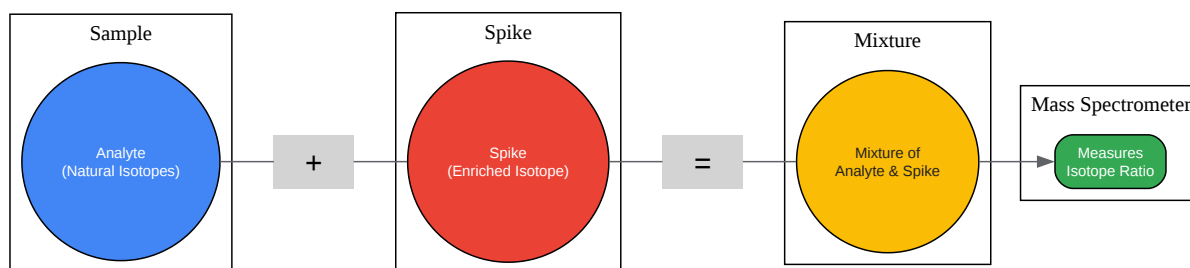 Sample
Analyte
(Natural Isotopes)
+
Spike
Spike
(Enriched Isotope)
=
Mixture
Mixture of
Analyte & Spike
Mass Spectrometer
Measures
Isotope Ratio